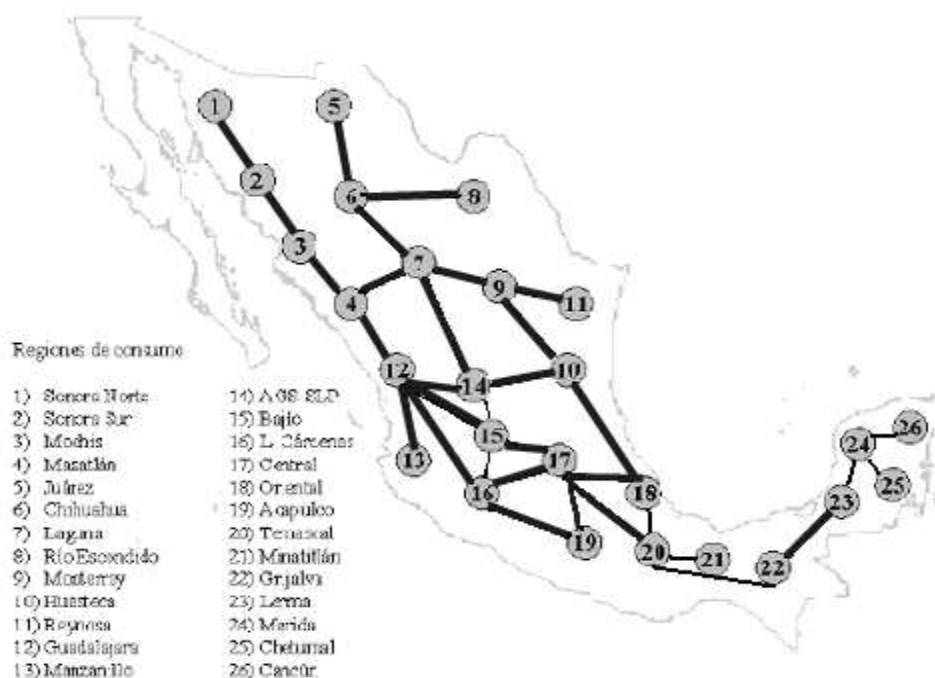 1
5
2
6
8
3
7
9
4
11
12
14
10
15
13
17
16
18
19
20
21
22
23
24
25
26
Regiones de consumo
1) Sonora Norte
2) Sonora Sur
3) Mochis
4) Mazatlán
5) Juárez
6) Chihuahua
7) Laguna
8) Río Escondido
9) Monterrey
10) Huasteca
11) Reynosa
12) Guadalajara
13) Manzanillo
14) AGS-SLP
15) Bajío
16) L. Cárdenas
17) Central
18) Oriental
19) Acapulco
20) Temascal
21) Minatitlán
22) Grijalva
23) Lerma
24) Merida
25) Chetumal
26) Cancún